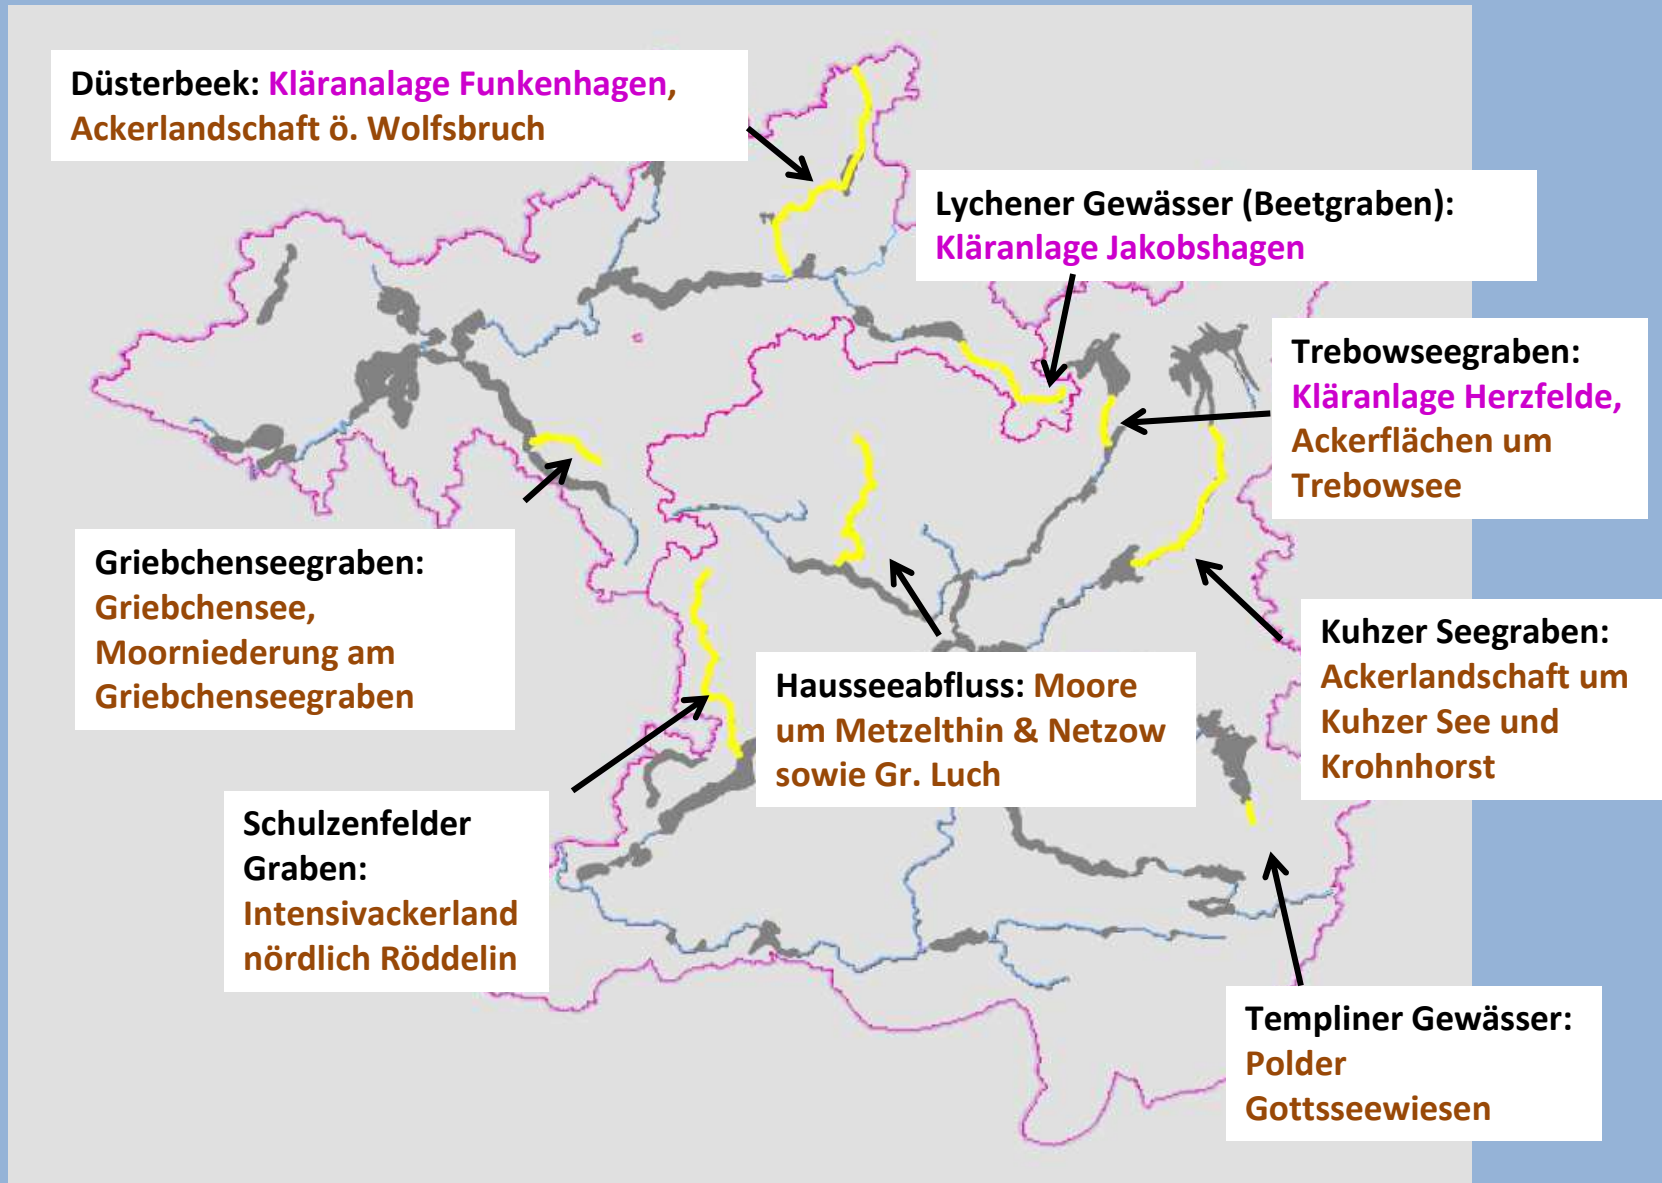 Düsterbeek: Kläranalage Funkenhagen,
Ackerlandschaft ö. Wolfsbruch
Lychener Gewässer (Beetgraben):
Kläranlage Jakobshagen
Trebowseegraben:
Kläranlage Herzfelde,
Ackerflächen um
Trebowsee
Griebchenseegraben:
Griebchensee,
Moorniederung am
Griebchenseegraben
Kuhzer Seegraben:
Ackerlandschaft um
Kuhzer See und
Krohnhorst
Hausseeabfluss: Moore
um Metzelthin & Netzow
sowie Gr. Luch
Schulzenfelder
Graben:
Intensivackerland
nördlich Röddelin
Templiner Gewässer:
Polder
Gottsseewiesen